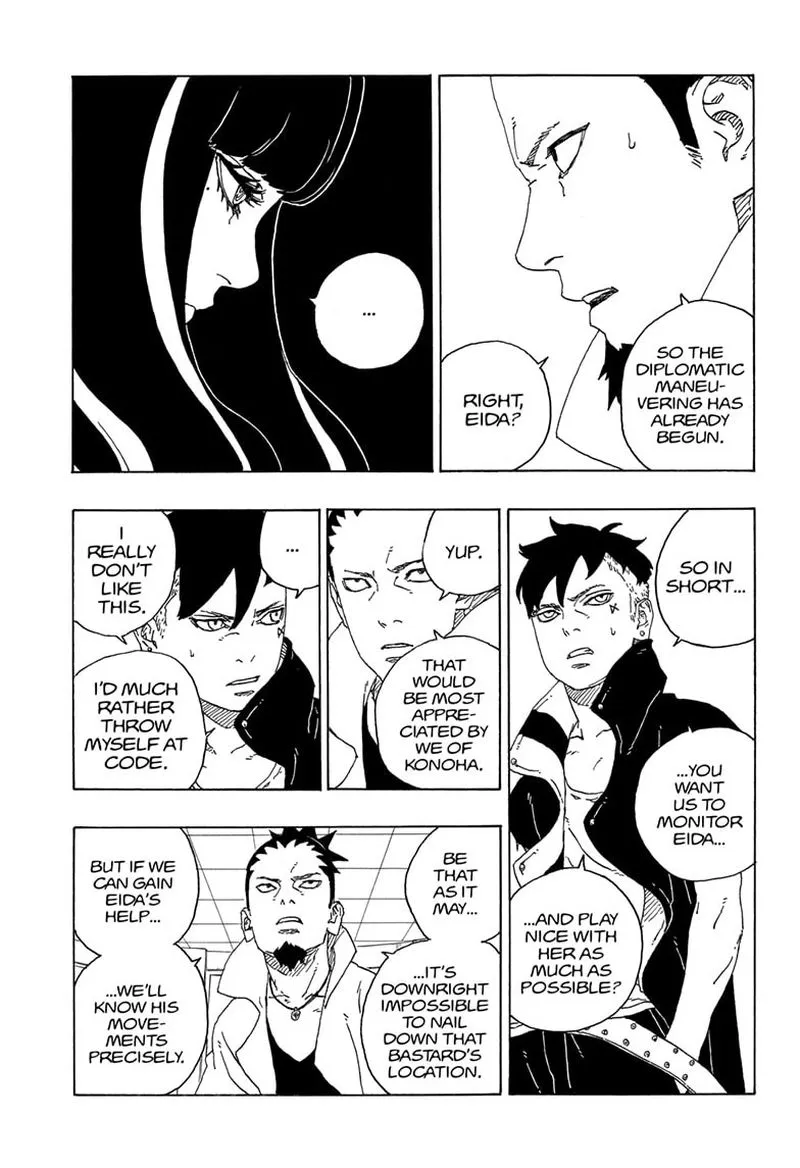 SO THE
DIPLOMATIC
MANEU-
VERING HAS
ALREADY
BEGUN.
RIGHT,
EIDA?
...
SO IN
SHORT...
...YOU
WANT
US TO
MONITOR
EIDA...
...AND PLAY
NICE WITH
HER AS
MUCH AS
POSSIBLE?
YUP.
THAT
WOULD
BE MOST
APPRE-
CIATED BY
WE OF
KONOHA.
...
I
REALLY
DON'T
LIKE
THIS.
I'D MUCH
RATHER
THROW
MYSELF AT
CODE.
BE
THAT
AS IT
MAY...
...IT'S
DOWNRIGHT
IMPOSSIBLE
TO NAIL
DOWN THAT
BASTARD'S
LOCATION.
BUT IF WE
CAN GAIN
EIDA'S
HELP...
...WE'LL
KNOW HIS
MOVE-
MENTS
PRECISELY.